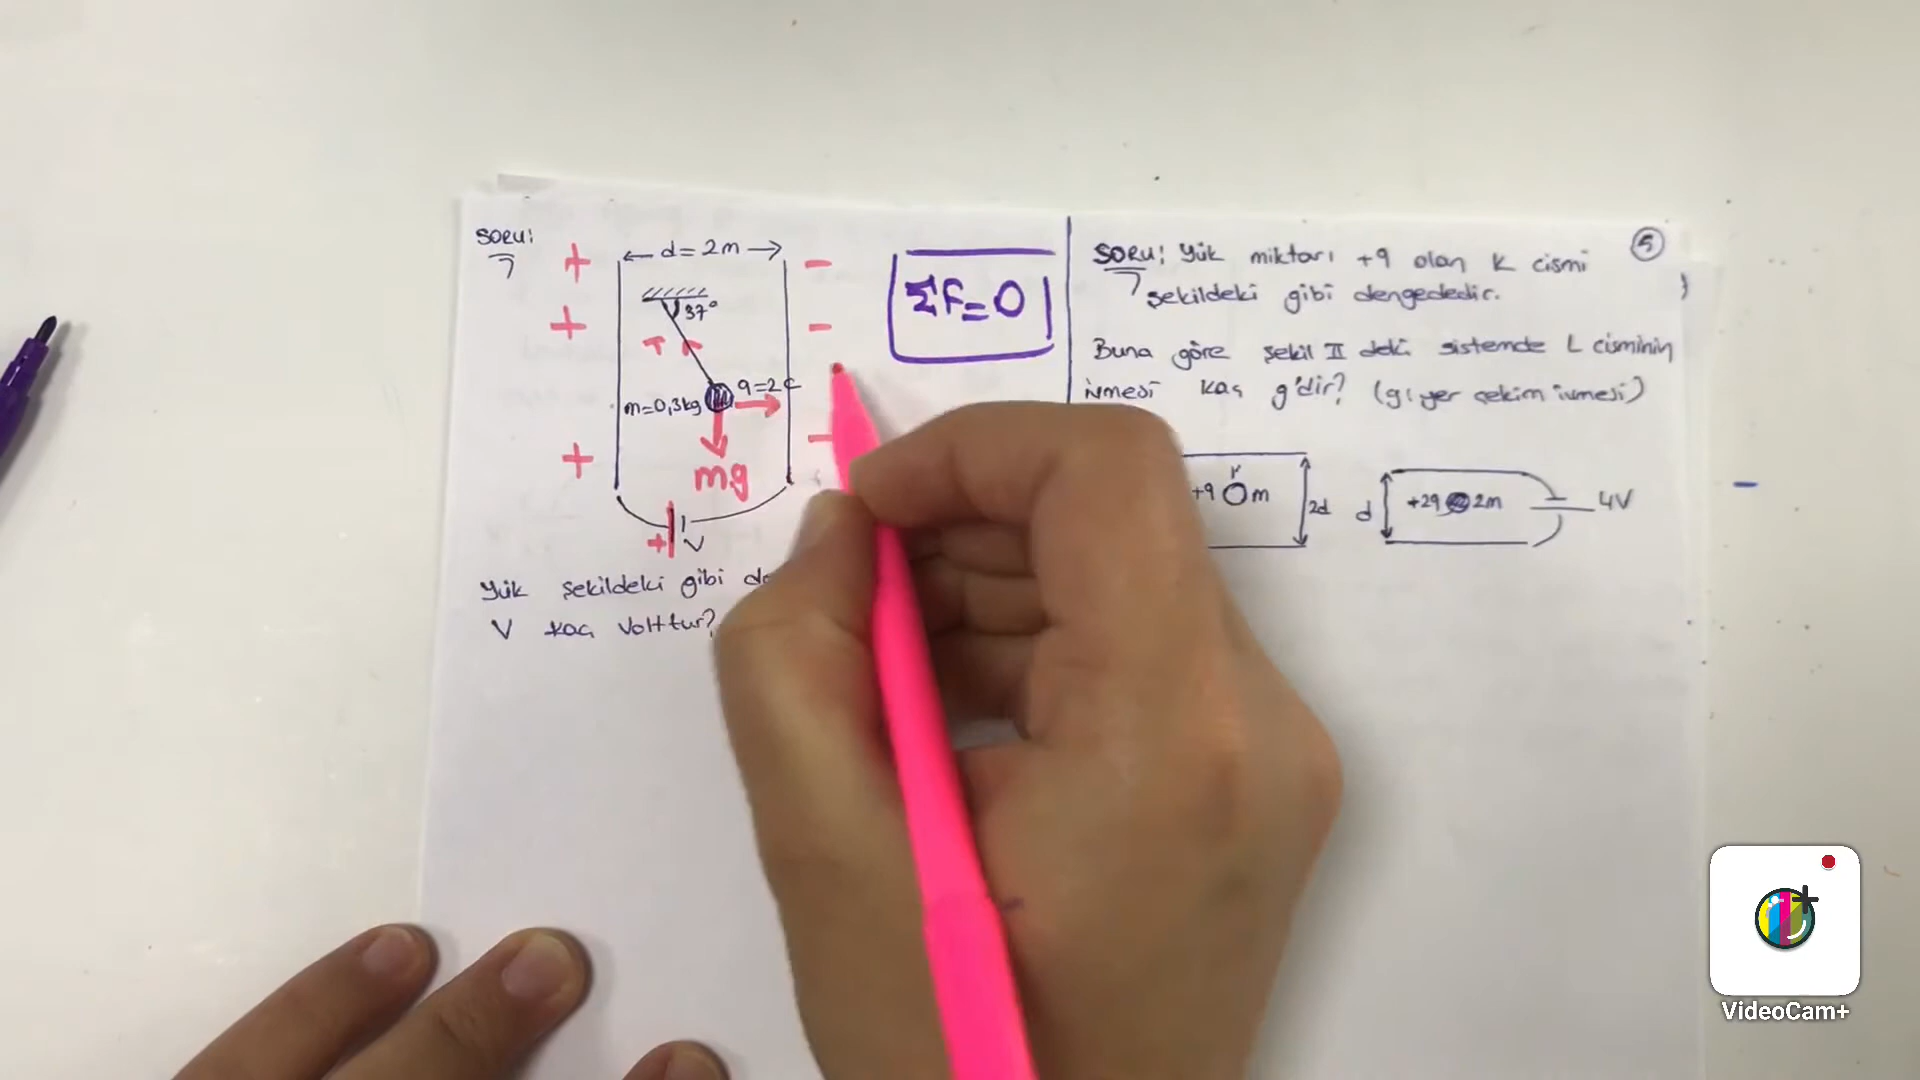 SORU:
d = 2m
37°
T
q=2C
m=0,3kg
mg
+
+
+
-
-
-
+
V
Yük şekildeki gibi
V kaç Volttur?
ΣF=0
5
SORU: Yük miktarı +q olan K cismi
şekildeki gibi dengededir.
Buna göre şekil II deki sistemde L cisminin
ivmesi kaç g'dir? (g: yer çekim ivmesi)
+q
m
2d
d
+2q
2m
4V
VideoCam+